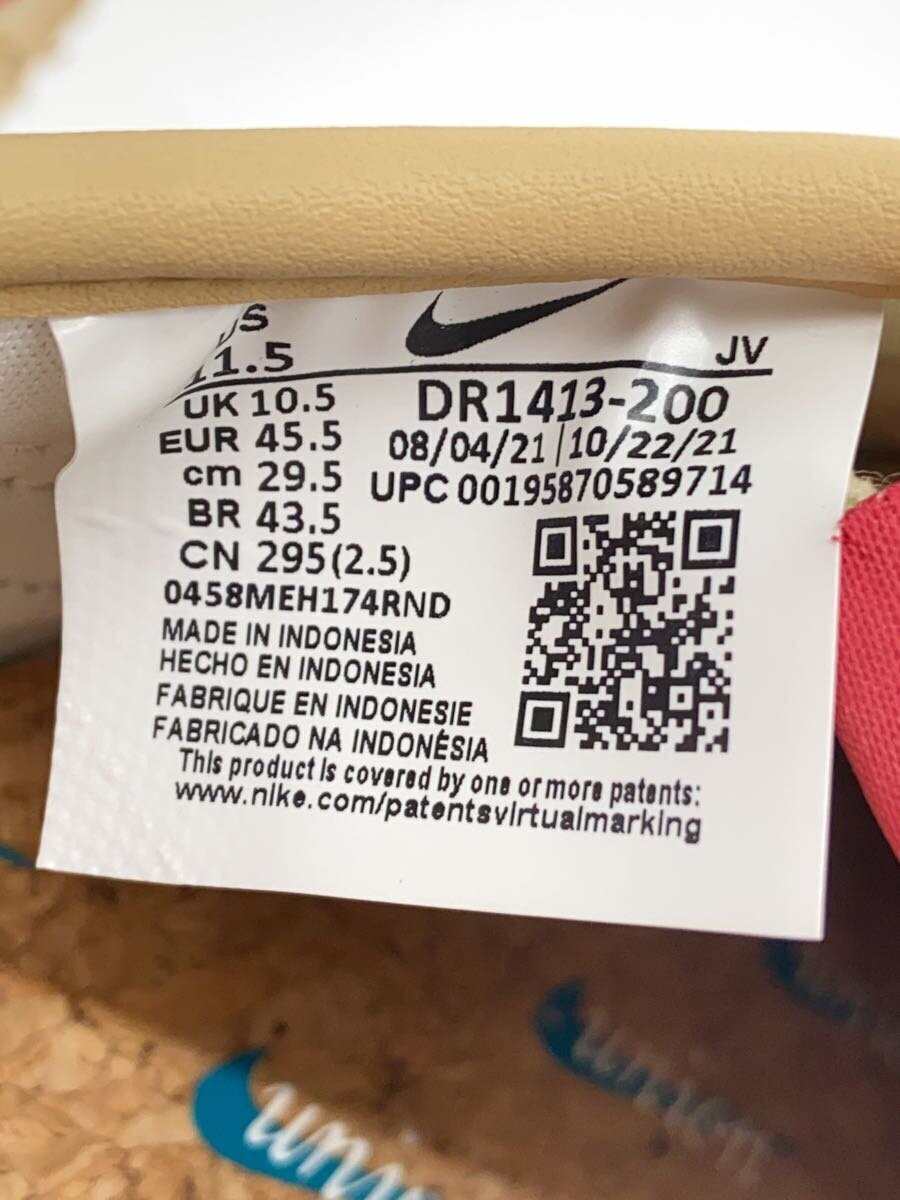 US
11.5
UK 10.5
EUR 45.5
cm 29.5
BR 43.5
CN 295(2.5)
0458MEH174RND
MADE IN INDONESIA
HECHO EN INDONESIA
FABRIQUE EN INDONESIE
FABRICADO NA INDONÉSIA
This product is covered by one or more patents:
www.nike.com/patentsvirtualmarking
JV
DR1413-200
08/04/21 | 10/22/21
UPC 00195870589714
union